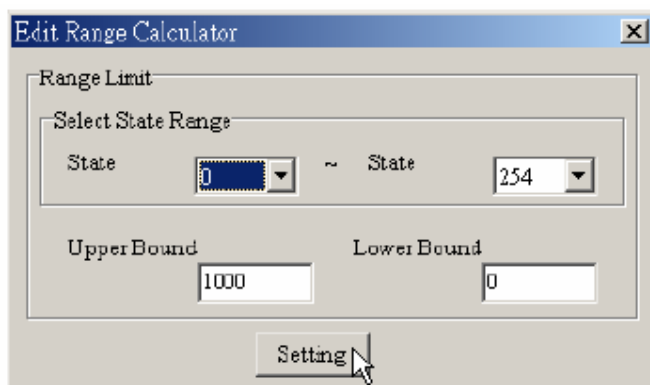 Edit Range Calculator
Range Limit
Select State Range
State 0 ~ State 254
Upper Bound Lower Bound
1000 0
Setting